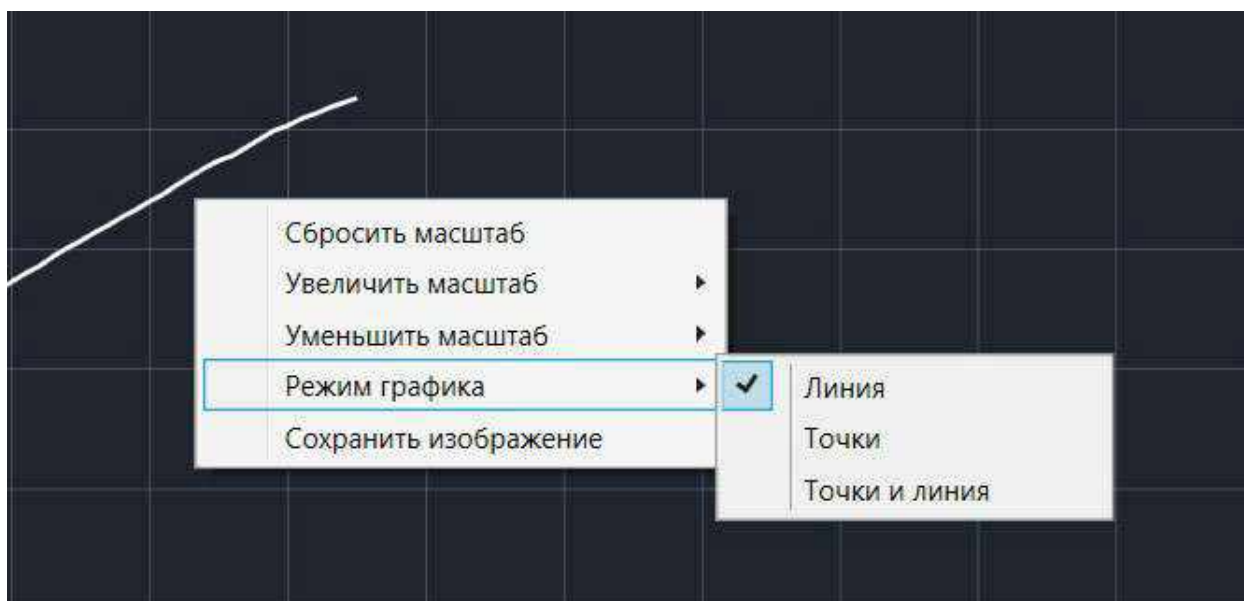 Сбросить масштаб
Увеличить масштаб
Уменьшить масштаб
Режим графика
Сохранить изображение
Линия
Точки
Точки и линия